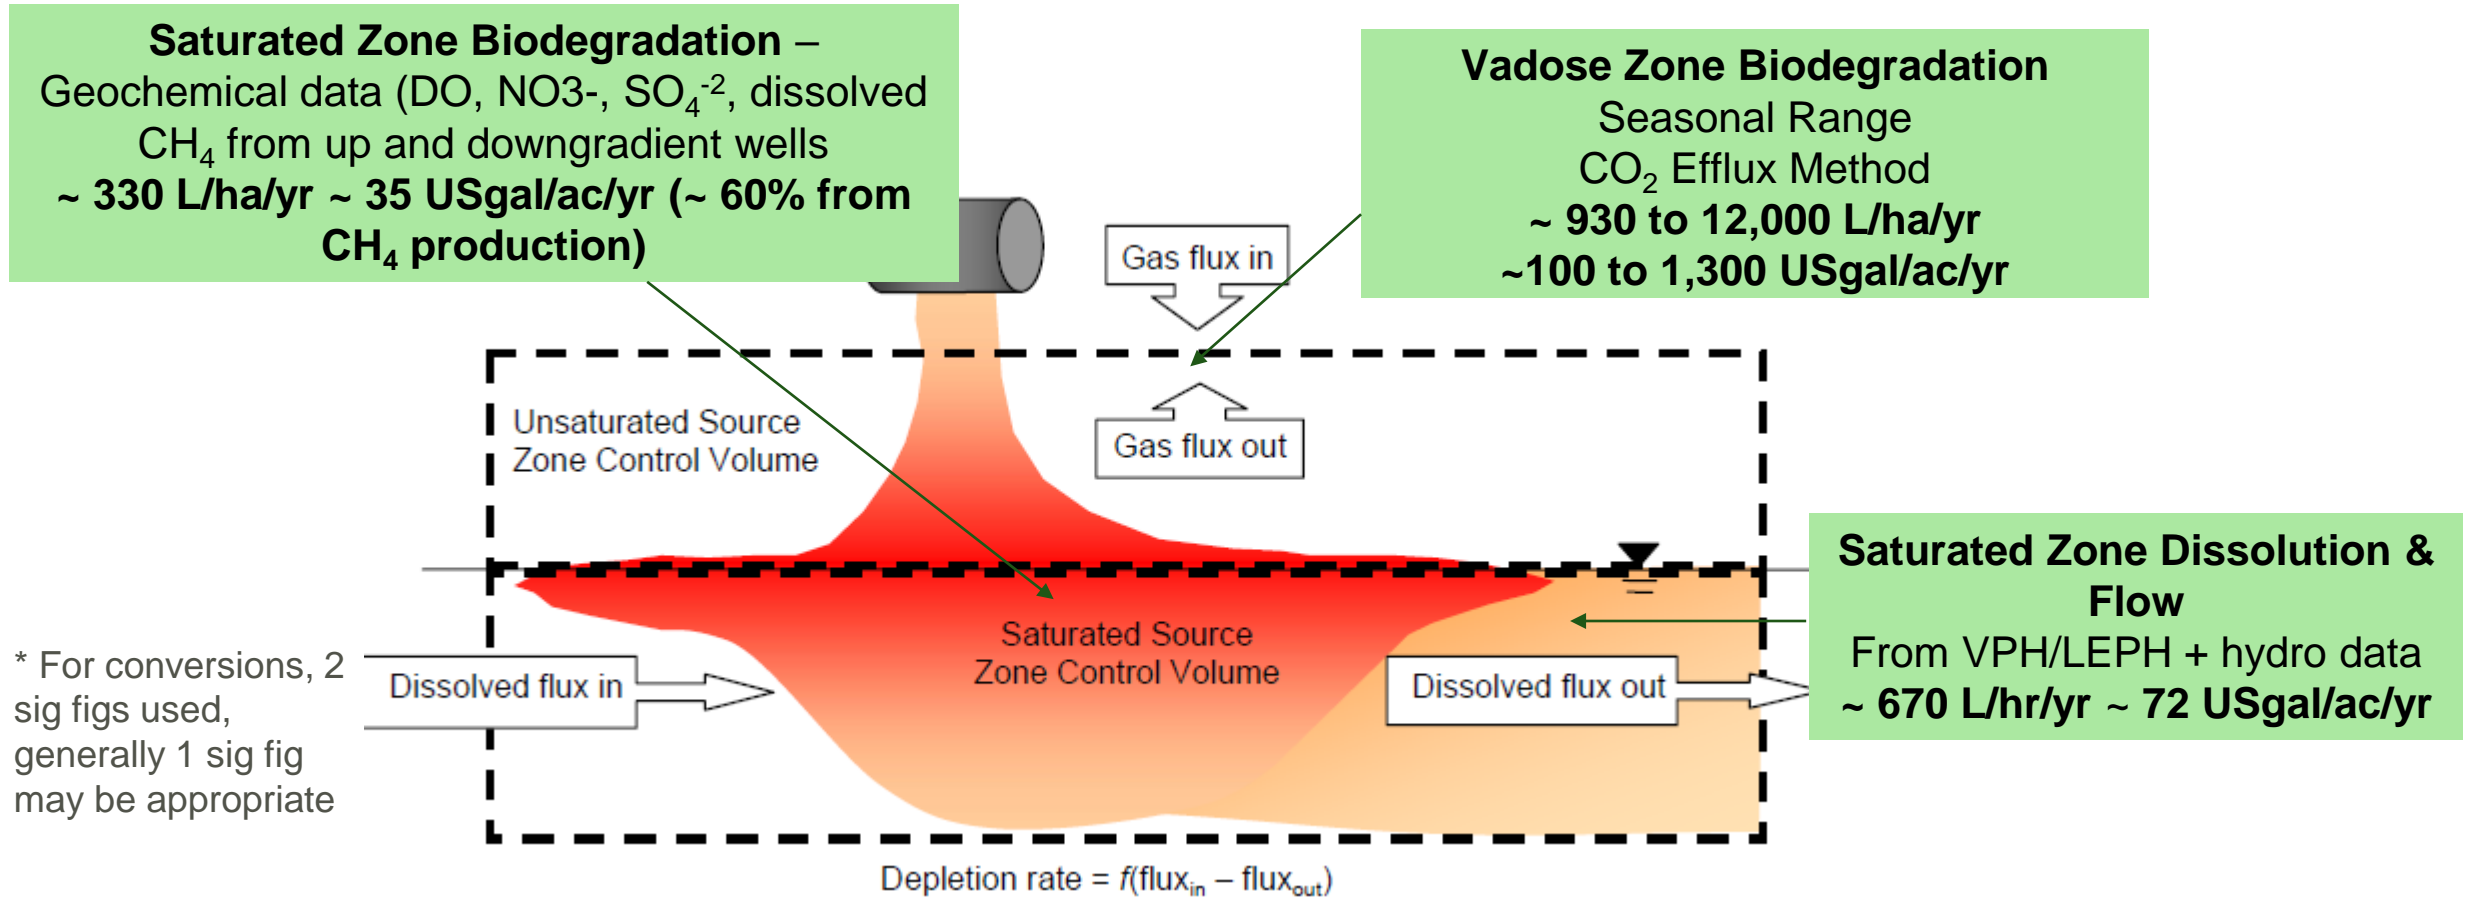 Saturated Zone Biodegradation –
Geochemical data (DO, NO3-, SO₄⁻², dissolved
CH₄ from up and downgradient wells
~ 330 L/ha/yr ~ 35 USgal/ac/yr (~ 60% from
CH₄ production)
Vadose Zone Biodegradation
Seasonal Range
CO₂ Efflux Method
~ 930 to 12,000 L/ha/yr
~100 to 1,300 USgal/ac/yr
Gas flux in
Unsaturated Source
Zone Control Volume
Gas flux out
Saturated Zone Dissolution &
Flow
From VPH/LEPH + hydro data
~ 670 L/hr/yr ~ 72 USgal/ac/yr
Saturated Source
Zone Control Volume
* For conversions, 2
sig figs used,
generally 1 sig fig
may be appropriate
Dissolved flux in
Dissolved flux out
Depletion rate = f(fluxᵢₙ – fluxₒᵤₜ)